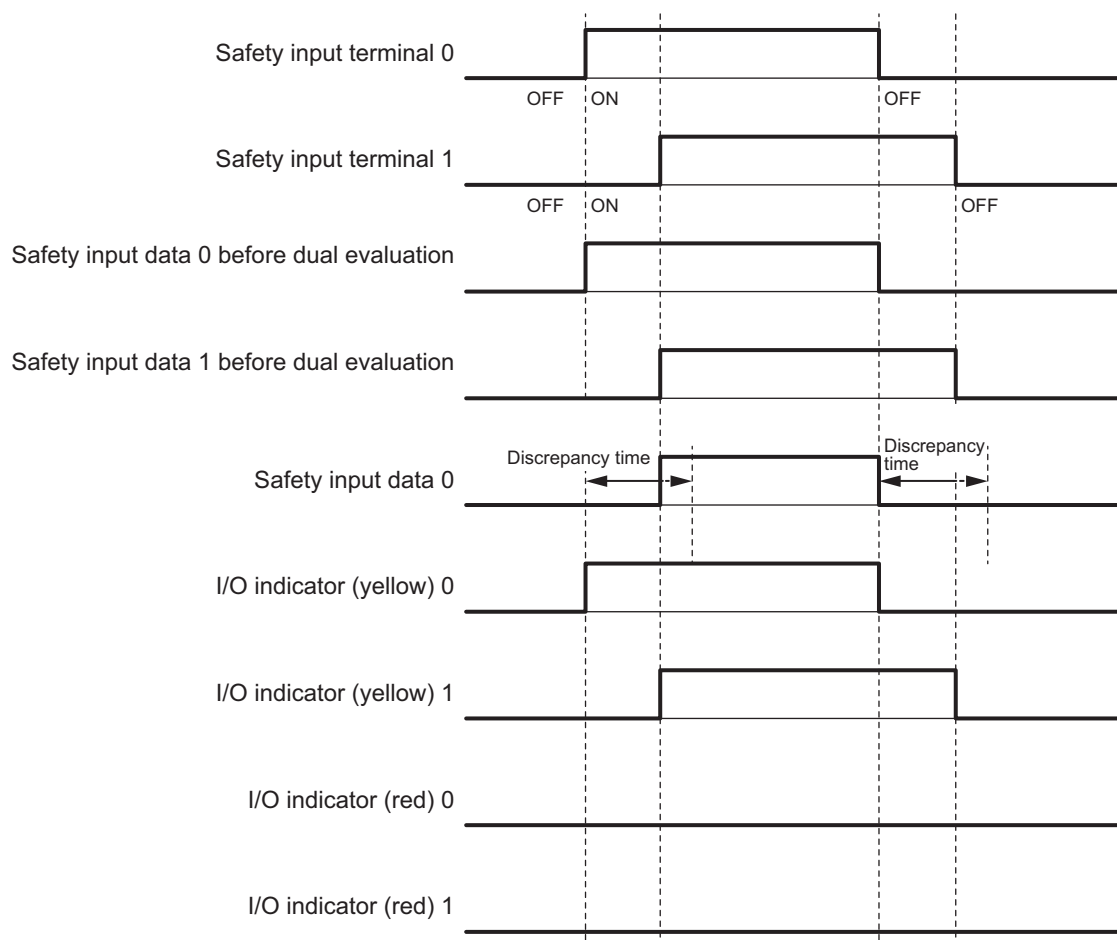 Safety input terminal 0
OFF ON OFF
Safety input terminal 1
OFF ON OFF
Safety input data 0 before dual evaluation
Safety input data 1 before dual evaluation
Discrepancy time
Discrepancy
time
Safety input data 0
I/O indicator (yellow) 0
I/O indicator (yellow) 1
I/O indicator (red) 0
I/O indicator (red) 1